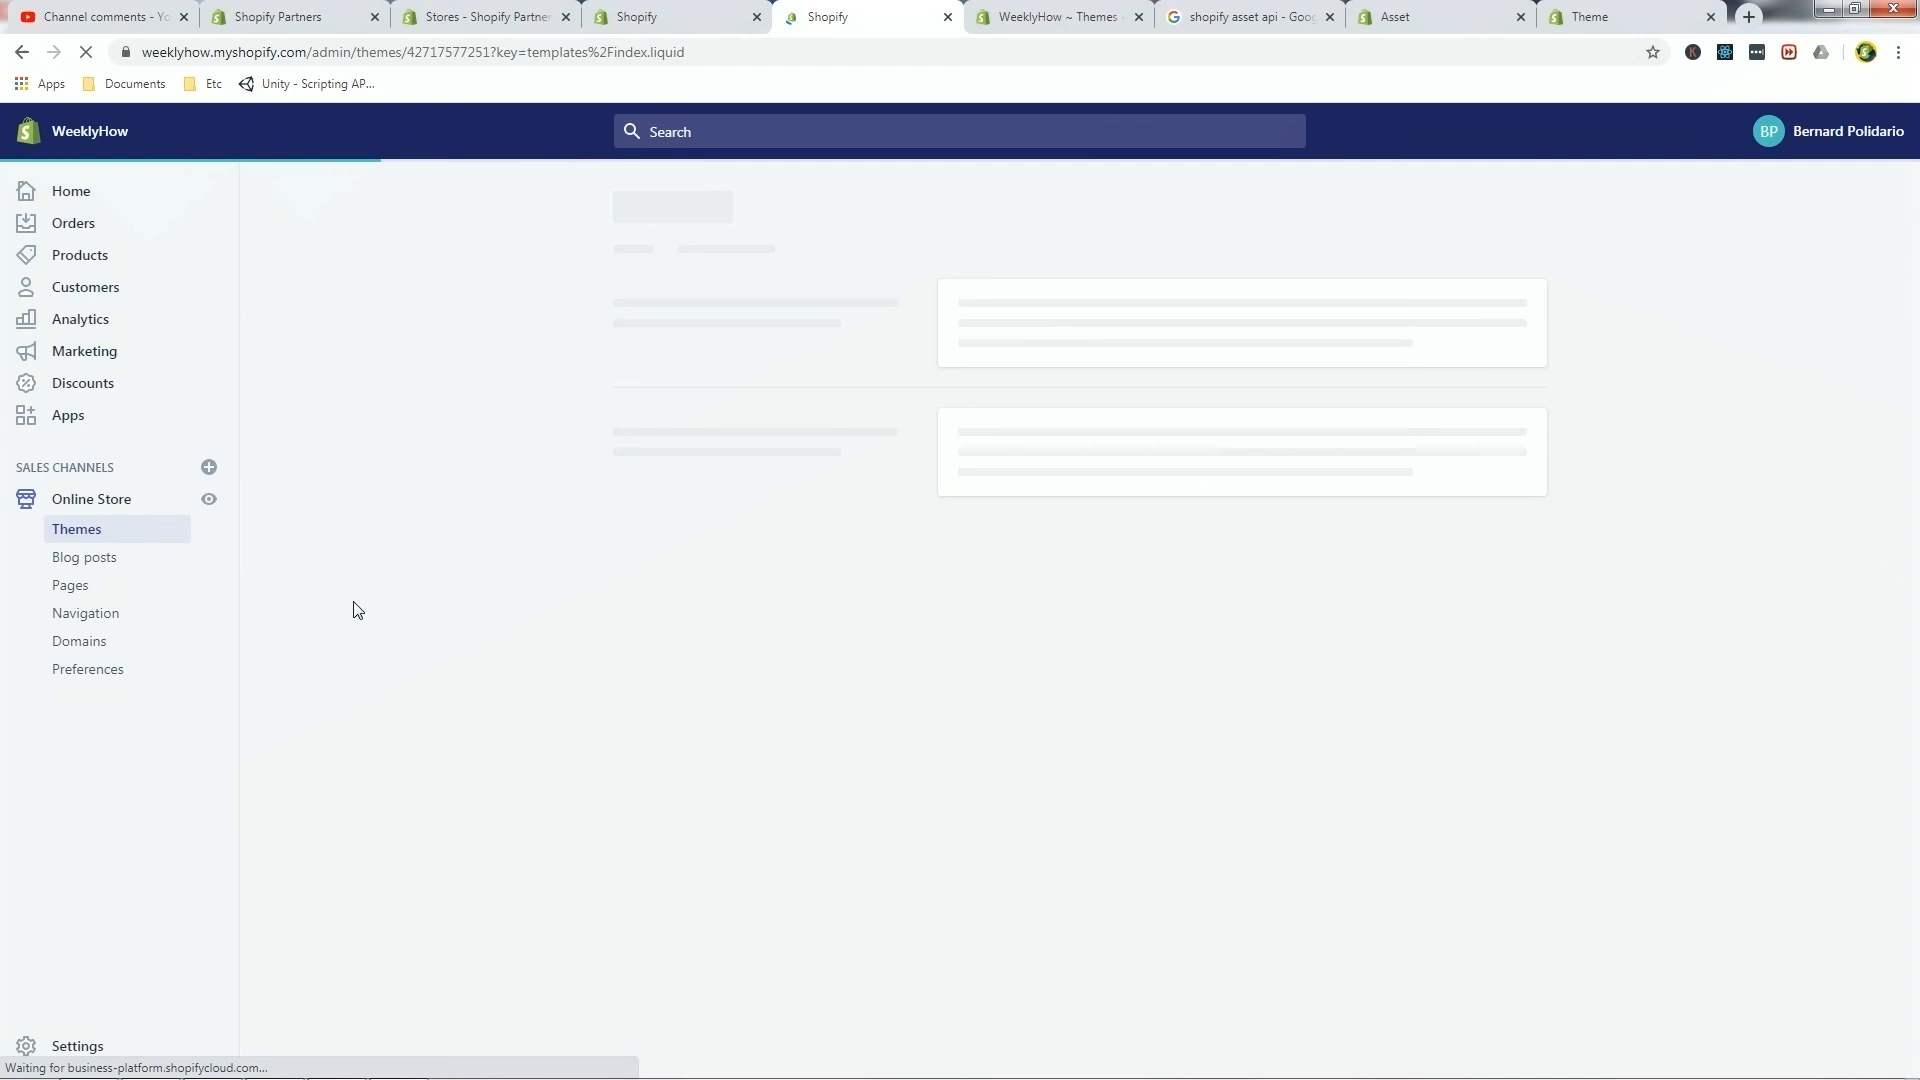 Channel comments - Yo
Shopify Partners
Stores - Shopify Partner
Shopify
Shopify
WeeklyHow ~ Themes
shopify asset api - Goog
Asset
Theme
weeklyhow.myshopify.com/admin/themes/42717577251?key=templates%2Findex.liquid
Apps
Documents
Etc
Unity - Scripting AP...
WeeklyHow
Search
BP
Bernard Polidario
Home
Orders
Products
Customers
Analytics
Marketing
Discounts
Apps
SALES CHANNELS
Online Store
Themes
Blog posts
Pages
Navigation
Domains
Preferences
Settings
Waiting for business-platform.shopifycloud.com...